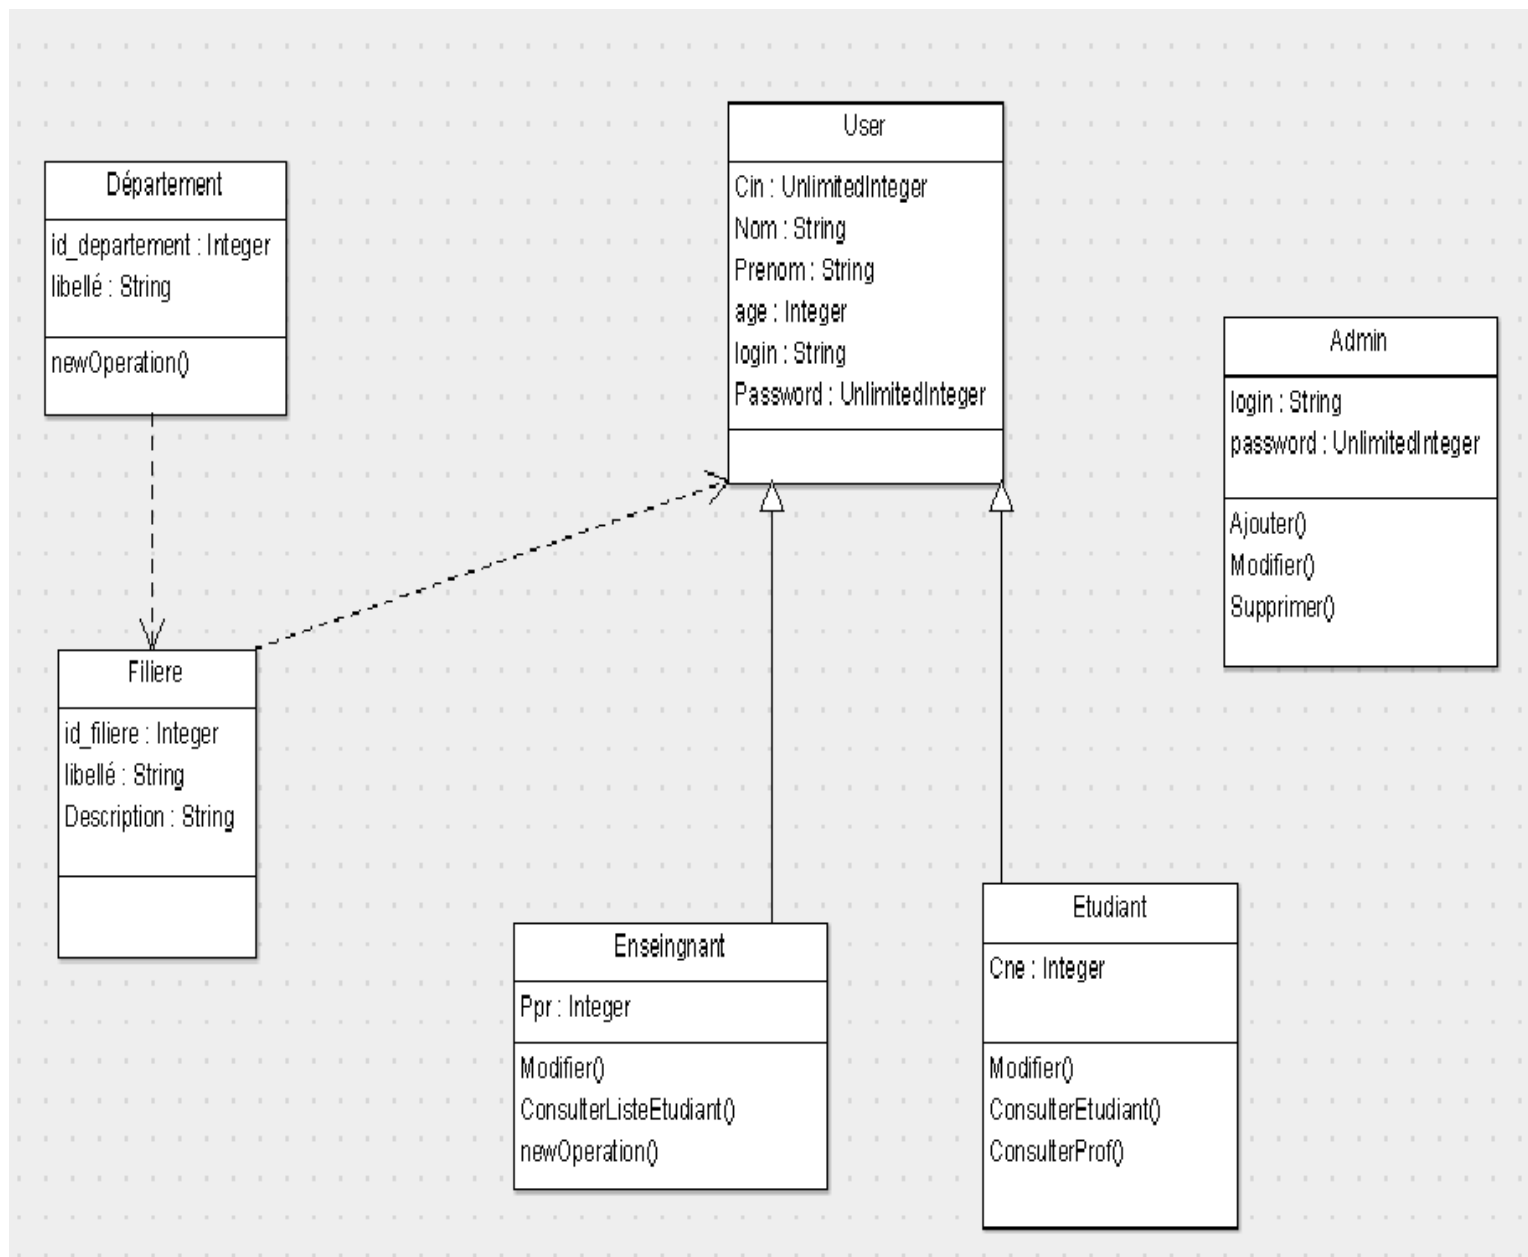 Département
id_departement : Integer
libellé : String
newOperation()
User
Cin : UnlimitedInteger
Nom : String
Prenom : String
age : Integer
login : String
Password : UnlimitedInteger
Admin
login : String
password : UnlimitedInteger
Ajouter()
Modifier()
Supprimer()
Filiere
id_filiere : Integer
libellé : String
Description : String
Enseingnant
Ppr : Integer
Modifier()
ConsulterListeEtudiant()
newOperation()
Etudiant
Cne : Integer
Modifier()
ConsulterEtudiant()
ConsulterProf()